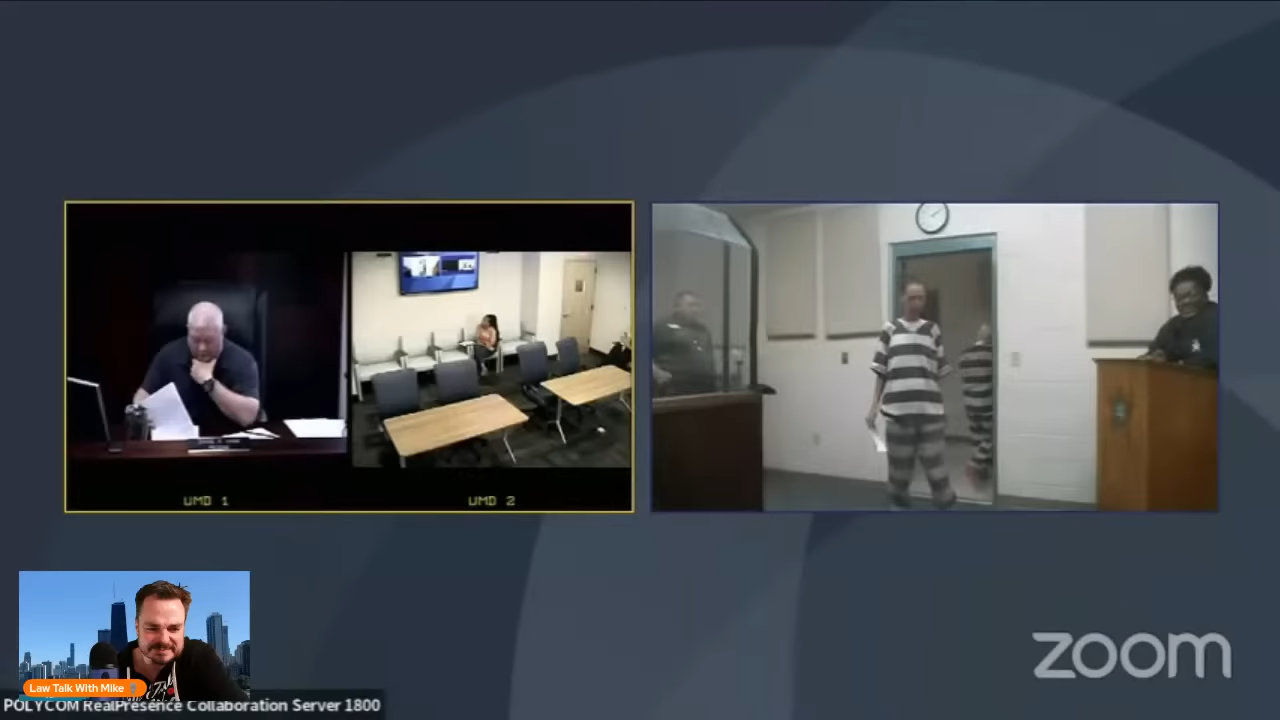 UMD 1
UMD 2
zoom
Law Talk With Mike
POLYCOM RealPresence Collaboration Server 1800